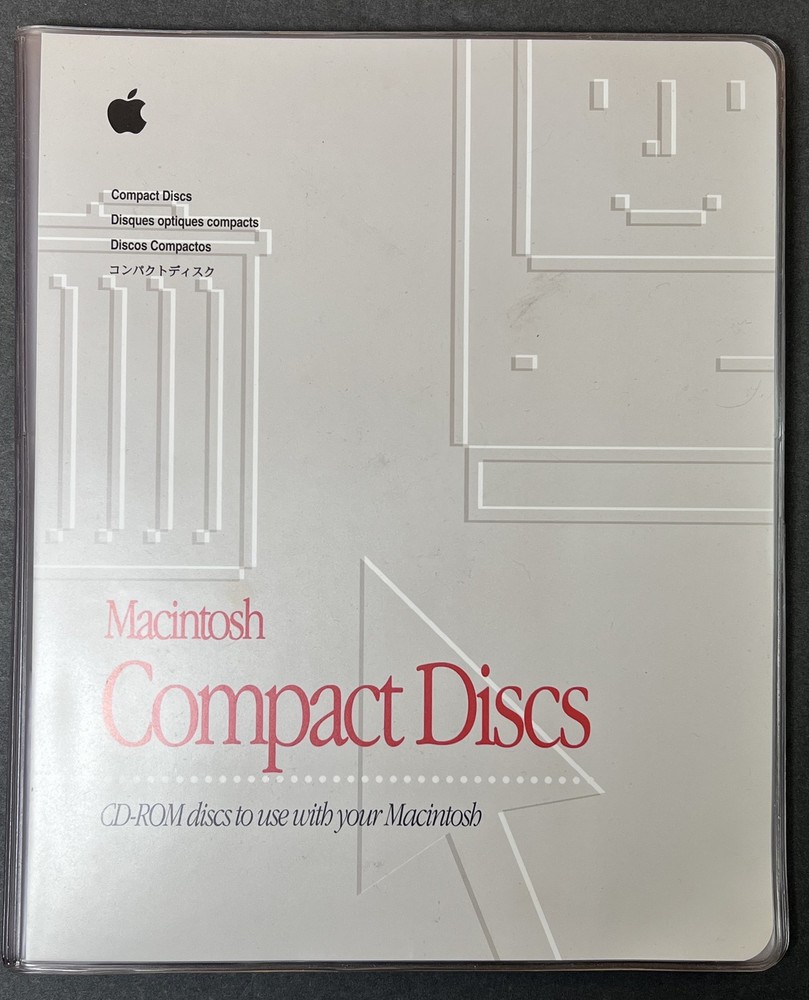 Compact Discs
Disques optiques compacts
Discos Compactos
コンパクトディスク
Macintosh
Compact Discs
CD-ROM discs to use with your Macintosh